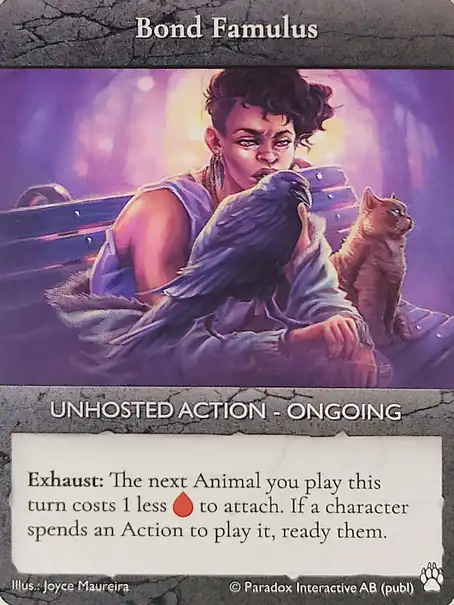 Bond Famulus
UNHOSTED ACTION - ONGOING
Exhaust: The next Animal you play this
turn costs 1 less to attach. If a character
spends an Action to play it, ready them.
Illus.: Joyce Maureira
© Paradox Interactive AB (publ)